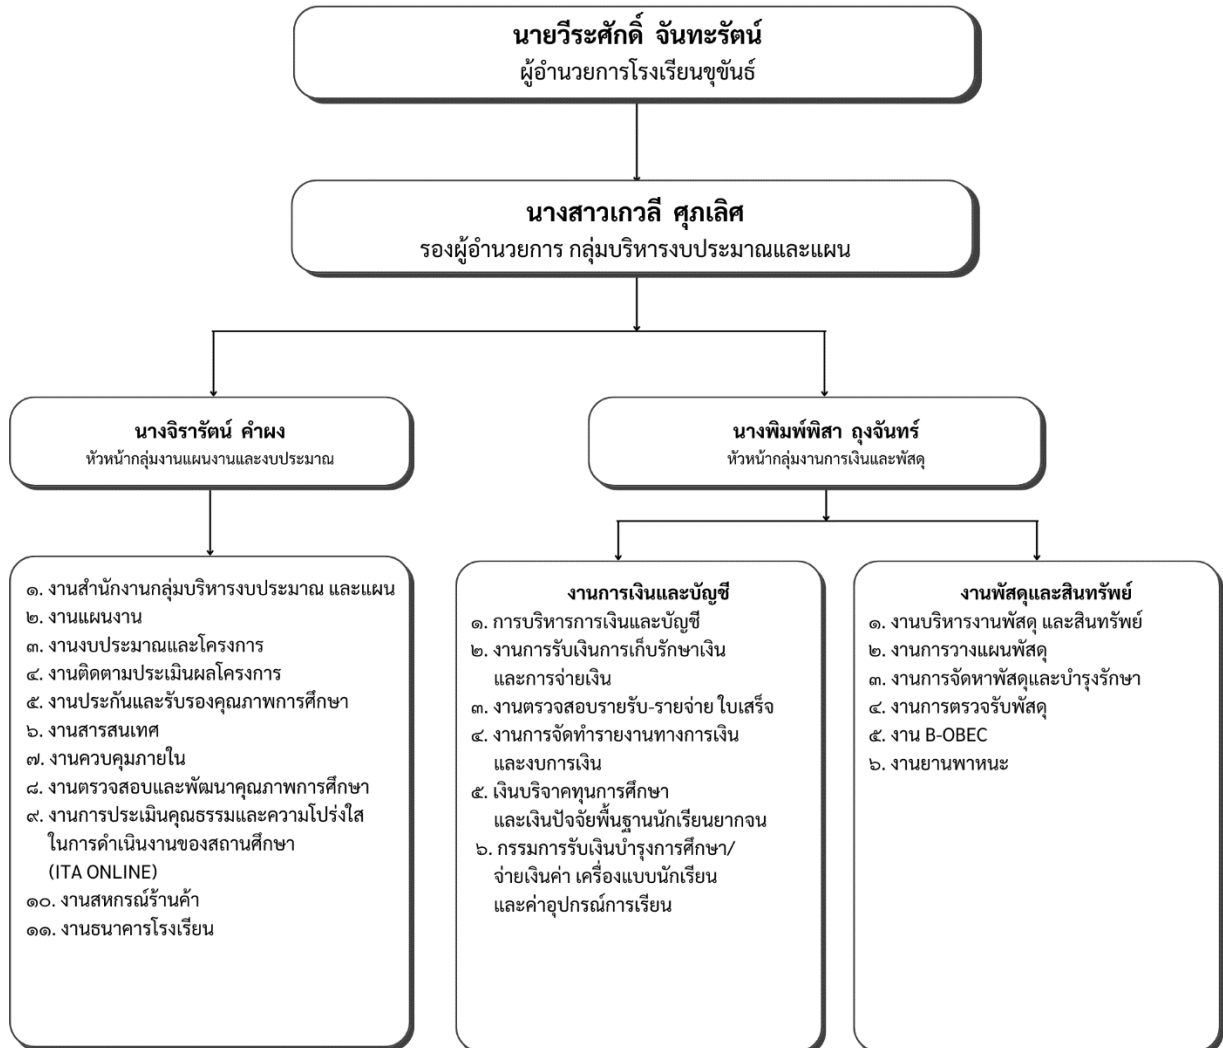 นายวีระศักดิ์ จันทะรัตน์
ผู้อำนวยการโรงเรียนขุขันธ์
นางสาวเกวลี ศุภเลิศ
รองผู้อำนวยการ กลุ่มบริหารงบประมาณและแผน
นางจิรารัตน์ คำผง
หัวหน้ากลุ่มงานแผนงานและงบประมาณ
นางพิมพ์พิสา ถุงจันทร์
หัวหน้ากลุ่มงานการเงินและพัสดุ
๑. งานสำนักงานกลุ่มบริหารงบประมาณ และแผน
๒. งานแผนงาน
๓. งานงบประมาณและโครงการ
๔. งานติดตามประเมินผลโครงการ
๕. งานประกันและรับรองคุณภาพการศึกษา
๖. งานสารสนเทศ
๗. งานควบคุมภายใน
๘. งานตรวจสอบและพัฒนาคุณภาพการศึกษา
๙. งานการประเมินคุณธรรมและความโปร่งใส
ในการดำเนินงานของสถานศึกษา
(ITA ONLINE)
๑๐. งานสหกรณ์ร้านค้า
๑๑. งานธนาคารโรงเรียน
งานการเงินและบัญชี
๑. การบริหารการเงินและบัญชี
๒. งานการรับเงินการเก็บรักษาเงิน
และการจ่ายเงิน
๓. งานตรวจสอบรายรับ-รายจ่าย ใบเสร็จ
๔. งานการจัดทำรายงานทางการเงิน
และงบการเงิน
๕. เงินบริจาคทุนการศึกษา
และเงินปัจจัยพื้นฐานนักเรียนยากจน
๖. กรรมการรับเงินบำรุงการศึกษา/
จ่ายเงินค่า เครื่องแบบนักเรียน
และค่าอุปกรณ์การเรียน
งานพัสดุและสินทรัพย์
๑. งานบริหารงานพัสดุ และสินทรัพย์
๒. งานการวางแผนพัสดุ
๓. งานการจัดหาพัสดุและบำรุงรักษา
๔. งานการตรวจรับพัสดุ
๕. งาน B-OBEC
๖. งานยานพาหนะ